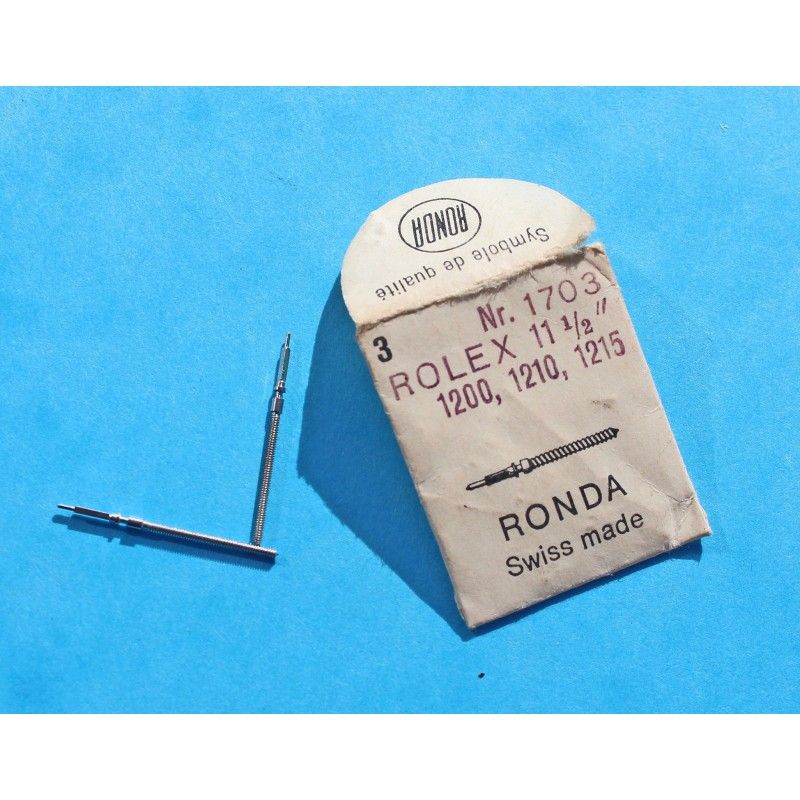 RONDA
Symbole de qualité
Nr. 1703
3
ROLEX 11 1/2"
1200, 1210, 1215
RONDA
Swiss made